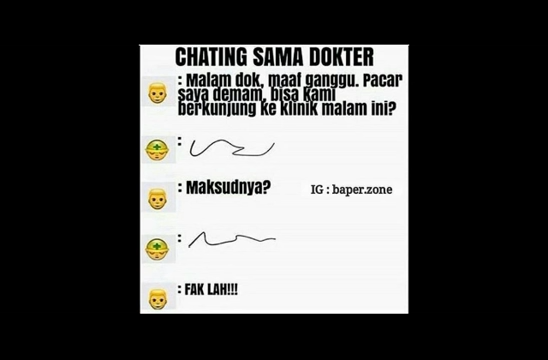 CHATING SAMA DOKTER
: Malam dok, maaf ganggu. Pacar
saya demam, bisa kami
berkunjung ke klinik malam ini?
:
: Maksudnya?
IG : baper.zone
:
: FAK LAH!!!